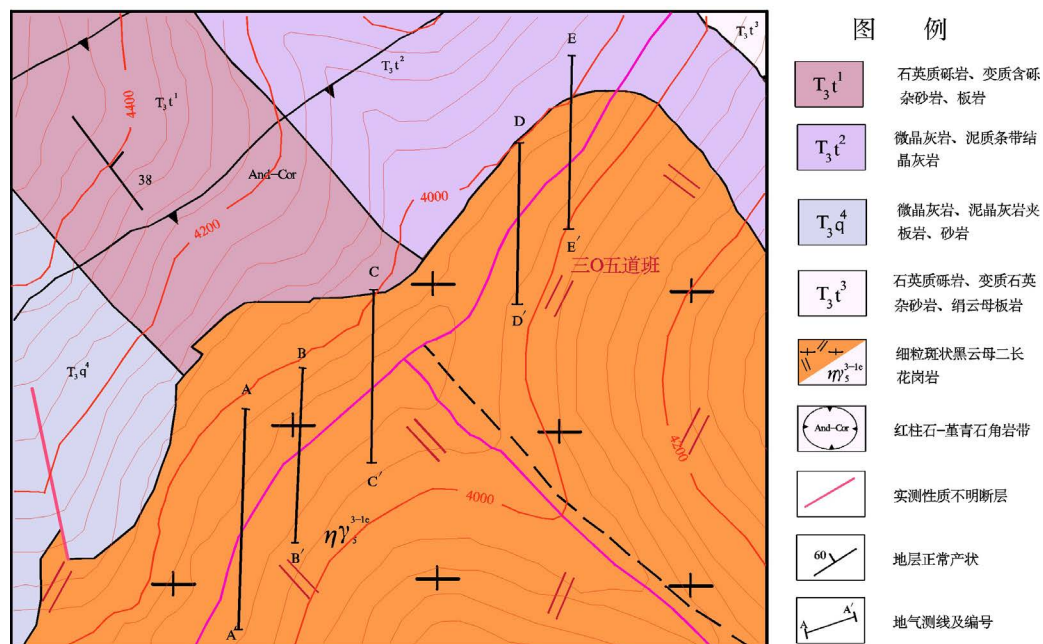 T₃t³
E
T₃t²
4400
T₃t¹
D
And-Cor
38
4000
4200
E′
C
三O五道班
D′
T₃q⁴
B
A
C′
4200
4000
ηγ₅³⁻¹ᵉ
B′
A
图 例
T₃t¹
石英质砾岩、变质含砾
杂砂岩、板岩
T₃t²
微晶灰岩、泥质条带结
晶灰岩
T₃q⁴
微晶灰岩、泥晶灰岩夹
板岩、砂岩
T₃t³
石英质砾岩、变质石英
杂砂岩、绢云母板岩
ηγ₅³⁻¹ᵉ
细粒斑状黑云母二长
花岗岩
And-Cor
红柱石-堇青石角岩带
实测性质不明断层
60
地层正常产状
A A′
地气测线及编号